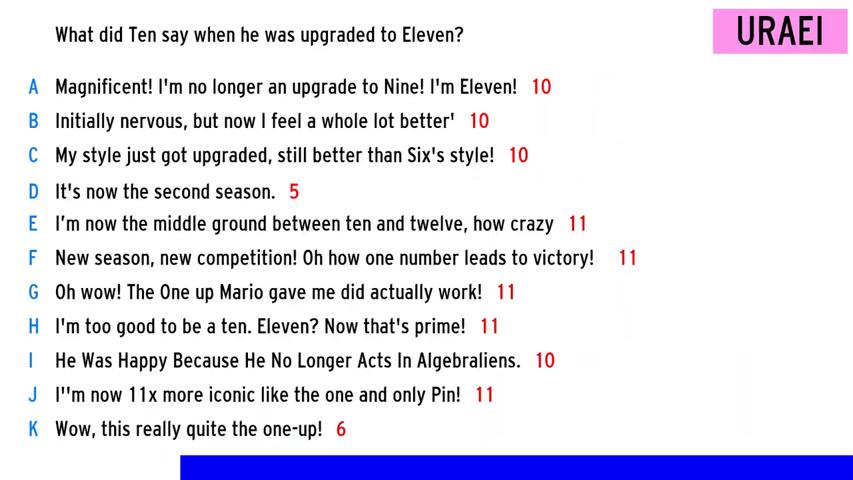 What did Ten say when he was upgraded to Eleven?
URAEI
A Magnificent! I'm no longer an upgrade to Nine! I'm Eleven! 10
B Initially nervous, but now I feel a whole lot better' 10
C My style just got upgraded, still better than Six's style! 10
D It's now the second season. 5
E I’m now the middle ground between ten and twelve, how crazy 11
F New season, new competition! Oh how one number leads to victory! 11
G Oh wow! The One up Mario gave me did actually work! 11
H I'm too good to be a ten. Eleven? Now that's prime! 11
I He Was Happy Because He No Longer Acts In Algebraliens. 10
J I''m now 11x more iconic like the one and only Pin! 11
K Wow, this really quite the one-up! 6